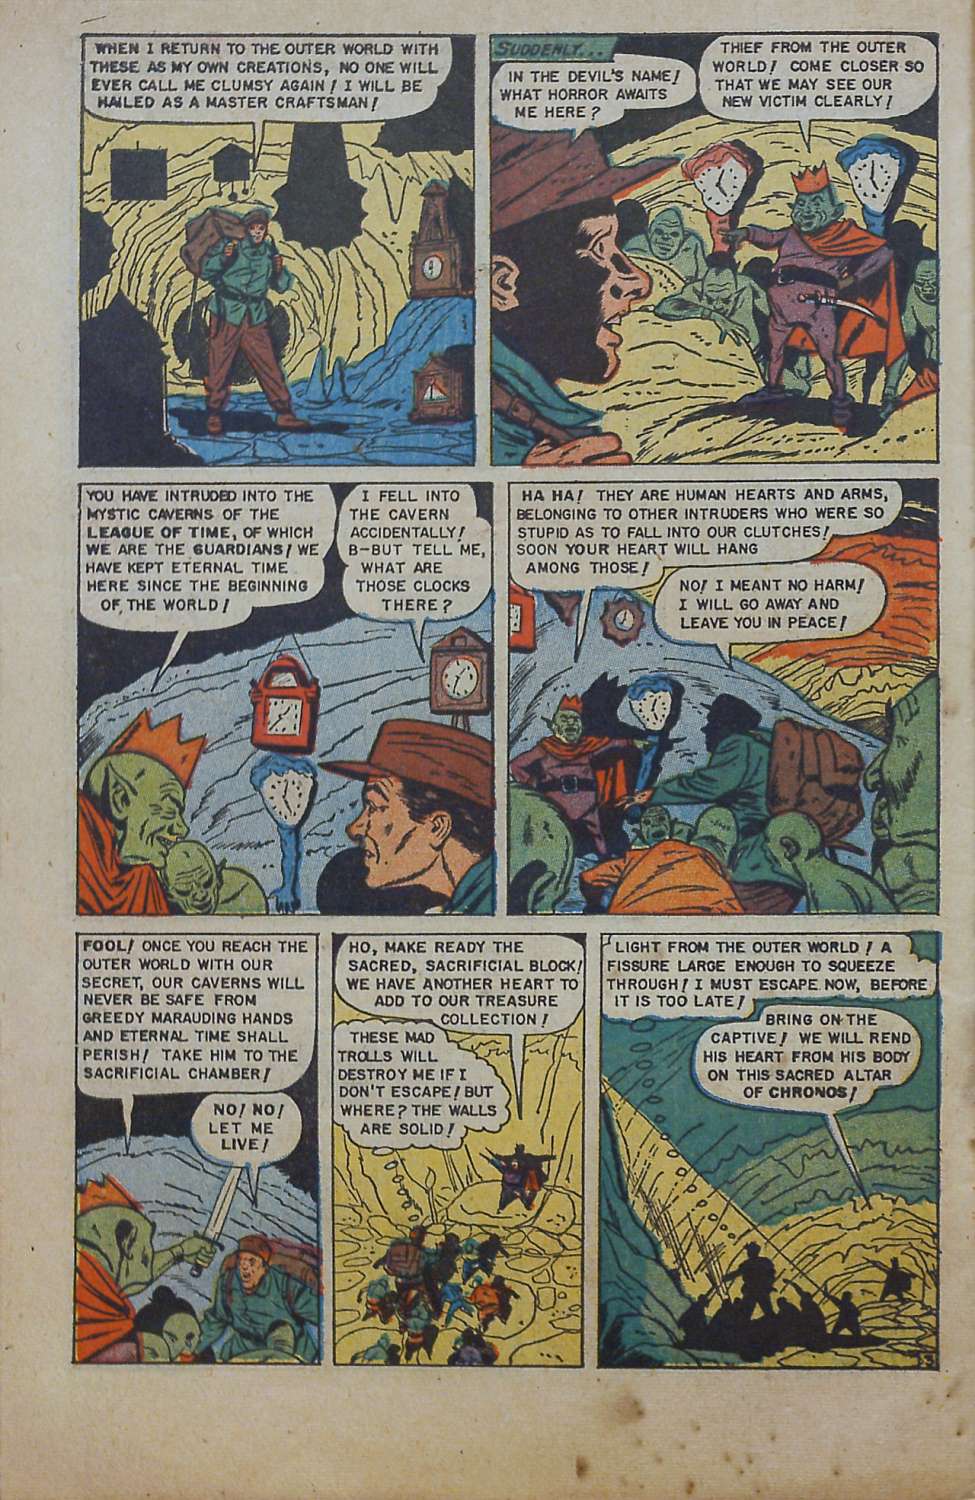 WHEN I RETURN TO THE OUTER WORLD WITH
THESE AS MY OWN CREATIONS, NO ONE WILL
EVER CALL ME CLUMSY AGAIN! I WILL BE
HAILED AS A MASTER CRAFTSMAN!
SUDDENLY...
IN THE DEVIL'S NAME!
WHAT HORROR AWAITS
ME HERE?
THIEF FROM THE OUTER
WORLD! COME CLOSER SO
THAT WE MAY SEE OUR
NEW VICTIM CLEARLY!
YOU HAVE INTRUDED INTO THE
MYSTIC CAVERNS OF THE
LEAGUE OF TIME, OF WHICH
WE ARE THE GUARDIANS! WE
HAVE KEPT ETERNAL TIME
HERE SINCE THE BEGINNING
OF THE WORLD!
I FELL INTO
THE CAVERN
ACCIDENTALLY!
B-BUT TELL ME,
WHAT ARE
THOSE CLOCKS
THERE?
HA HA! THEY ARE HUMAN HEARTS AND ARMS,
BELONGING TO OTHER INTRUDERS WHO WERE SO
STUPID AS TO FALL INTO OUR CLUTCHES!
SOON YOUR HEART WILL HANG
AMONG THOSE!
NO! I MEANT NO HARM!
I WILL GO AWAY AND
LEAVE YOU IN PEACE!
FOOL! ONCE YOU REACH THE
OUTER WORLD WITH OUR
SECRET, OUR CAVERNS WILL
NEVER BE SAFE FROM
GREEDY MARAUDING HANDS
AND ETERNAL TIME SHALL
PERISH! TAKE HIM TO THE
SACRIFICIAL CHAMBER!
NO! NO!
LET ME
LIVE!
HO, MAKE READY THE
SACRED, SACRIFICIAL BLOCK!
WE HAVE ANOTHER HEART TO
ADD TO OUR TREASURE
COLLECTION!
THESE MAD
TROLLS WILL
DESTROY ME IF I
DON'T ESCAPE! BUT
WHERE? THE WALLS
ARE SOLID!
LIGHT FROM THE OUTER WORLD! A
FISSURE LARGE ENOUGH TO SQUEEZE
THROUGH! I MUST ESCAPE NOW, BEFORE
IT IS TOO LATE!
BRING ON THE
CAPTIVE! WE WILL REND
HIS HEART FROM HIS BODY
ON THIS SACRED ALTAR
OF CHRONOS!
3